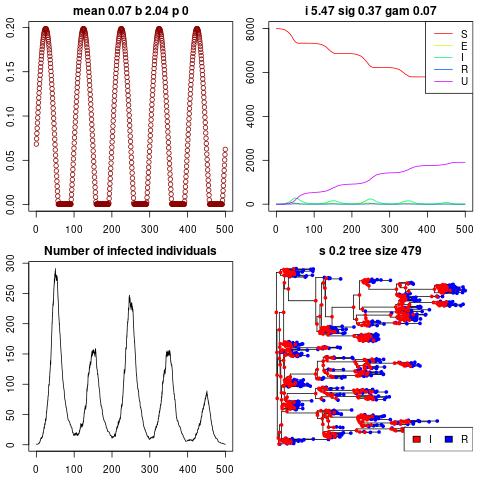 mean 0.07 b 2.04 p 0
0.20
0.15
0.10
0.05
0.00
0 100 200 300 400 500
i 5.47 sig 0.37 gam 0.07
8000
6000
4000
2000
0
0 100 200 300 400 500
S
E
I
R
U
Number of infected individuals
300
250
200
150
100
50
0
0 100 200 300 400 500
s 0.2 tree size 479
I R